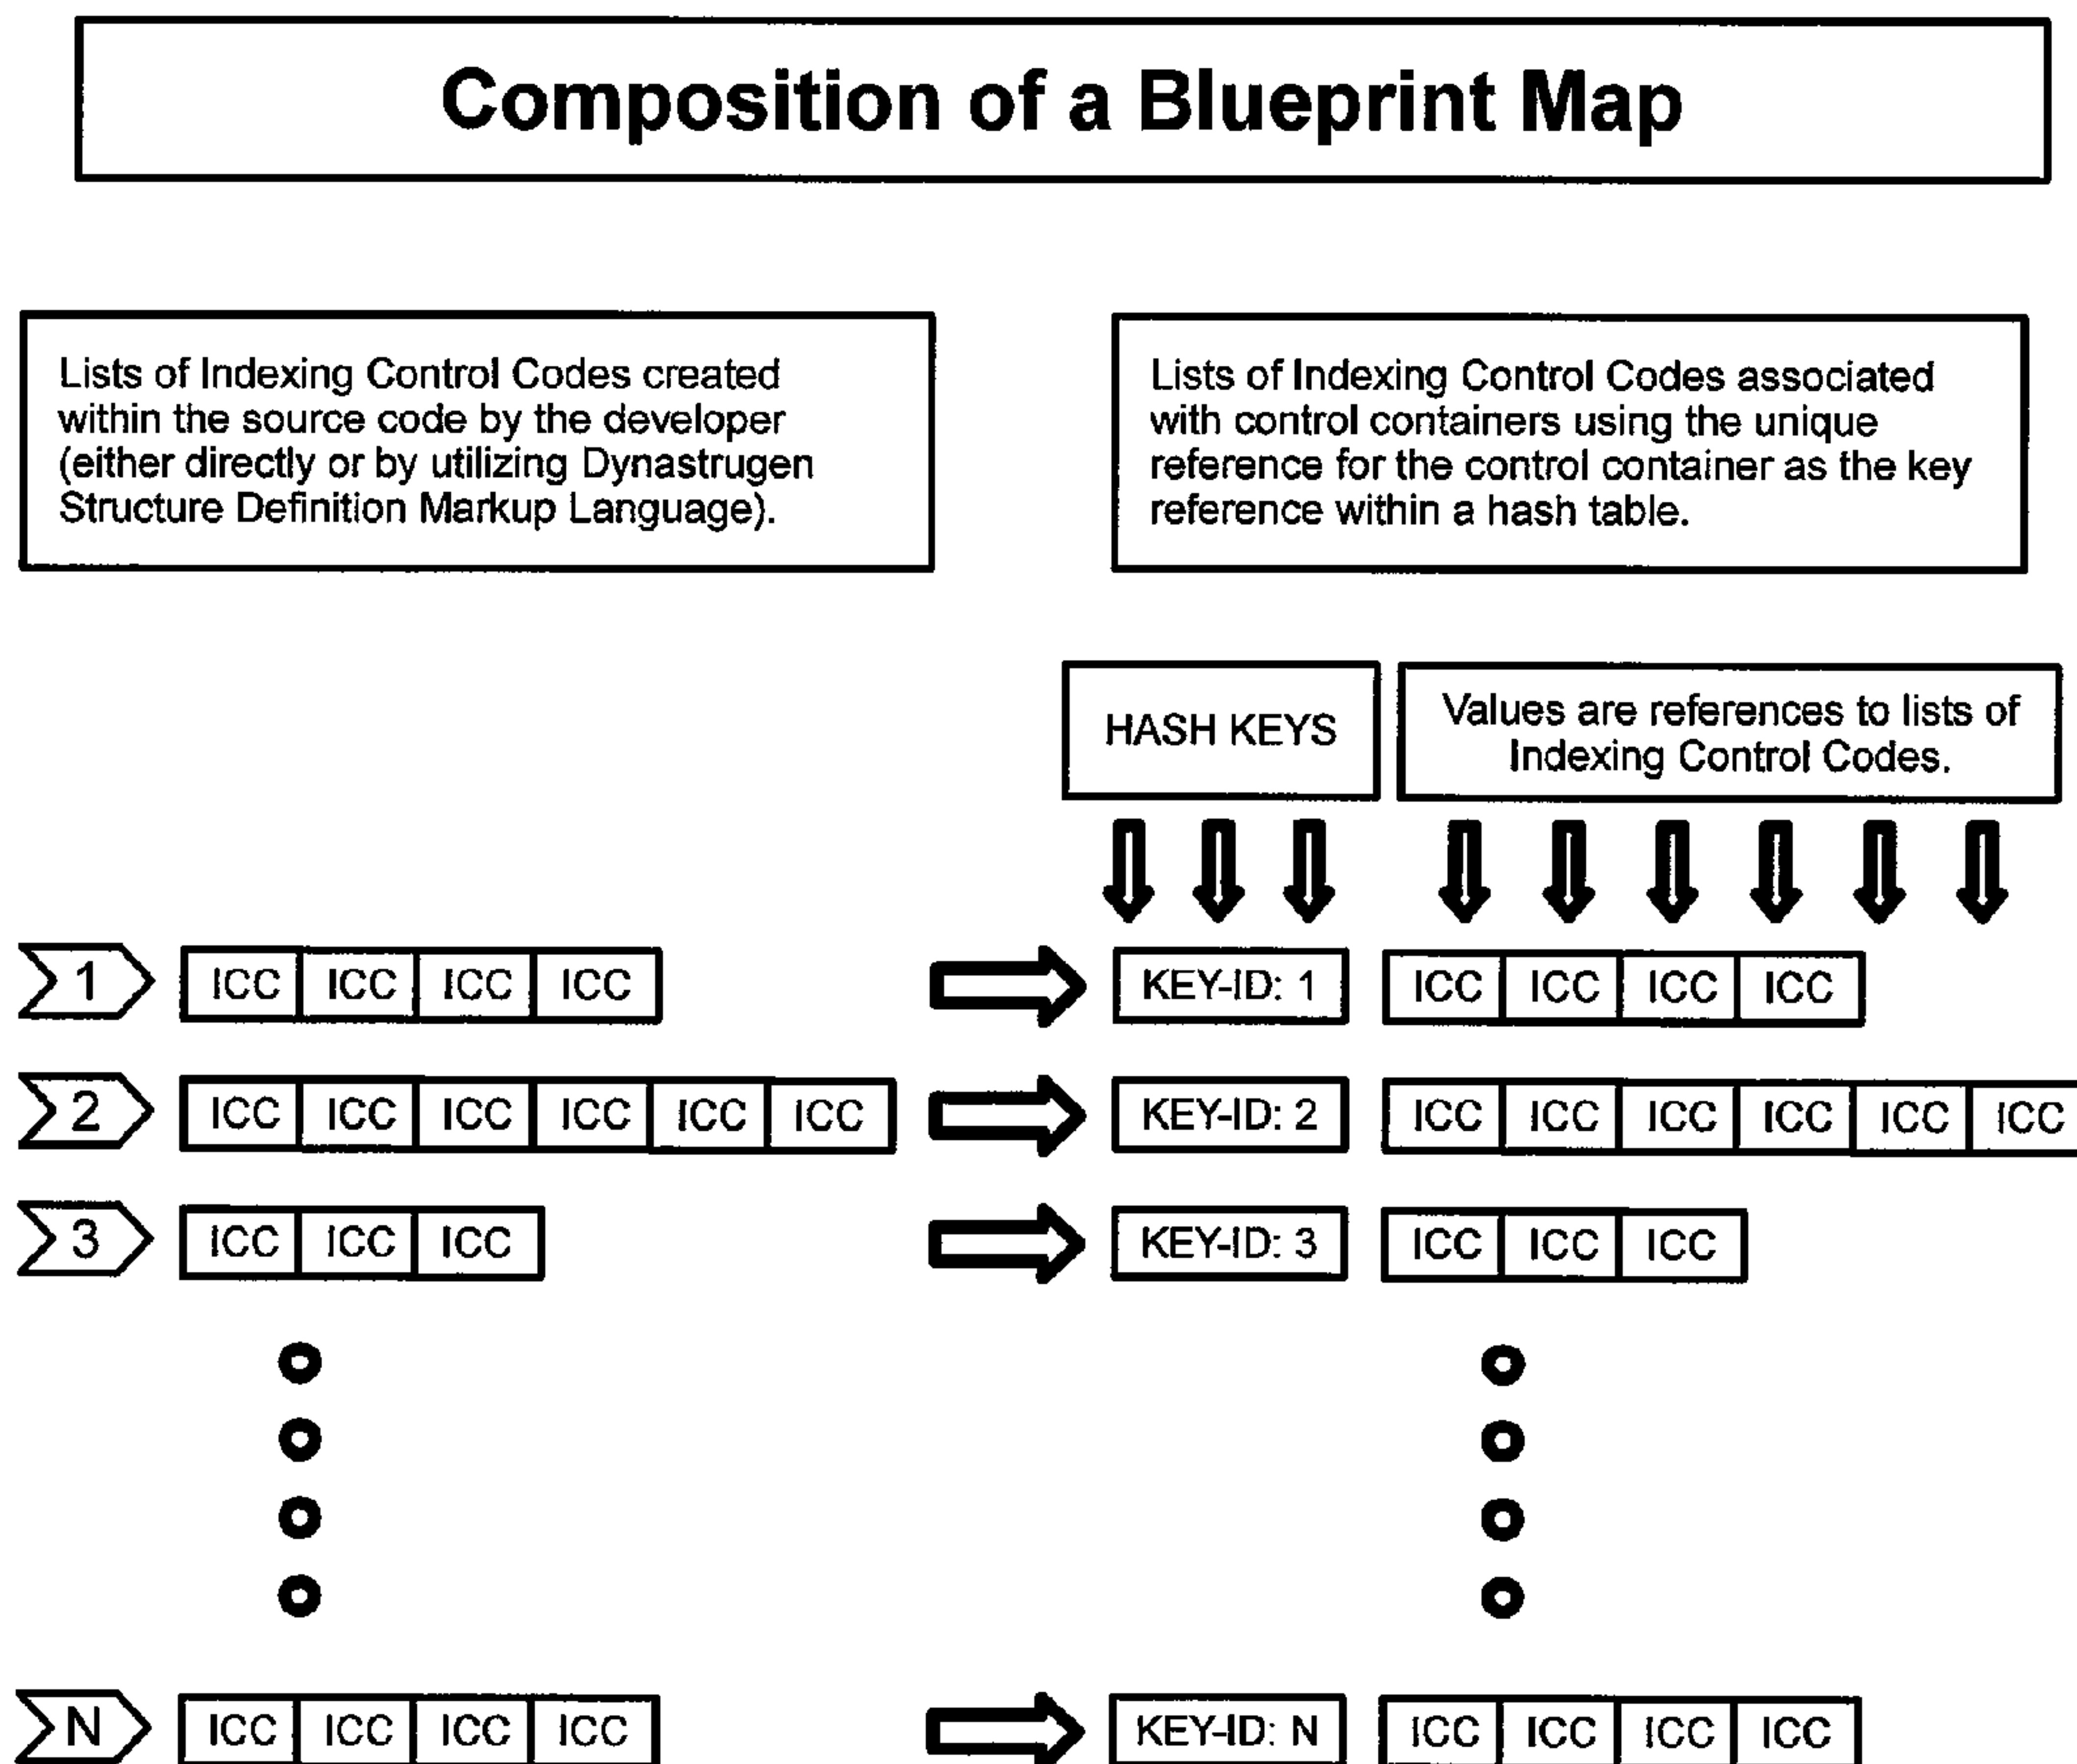 Composition of a Blueprint Map
Lists of Indexing Control Codes created
within the source code by the developer
(either directly or by utilizing Dynastrugen
Structure Definition Markup Language).
Lists of Indexing Control Codes associated
with control containers using the unique
reference for the control container as the key
reference within a hash table.
HASH KEYS
Values are references to lists of
Indexing Control Codes.
1 ICC ICC ICC ICC KEY-ID: 1 ICC ICC ICC ICC
2 ICC ICC ICC ICC ICC ICC KEY-ID: 2 ICC ICC ICC ICC ICC ICC
3 ICC ICC ICC KEY-ID: 3 ICC ICC ICC
N ICC ICC ICC ICC KEY-ID: N ICC ICC ICC ICC